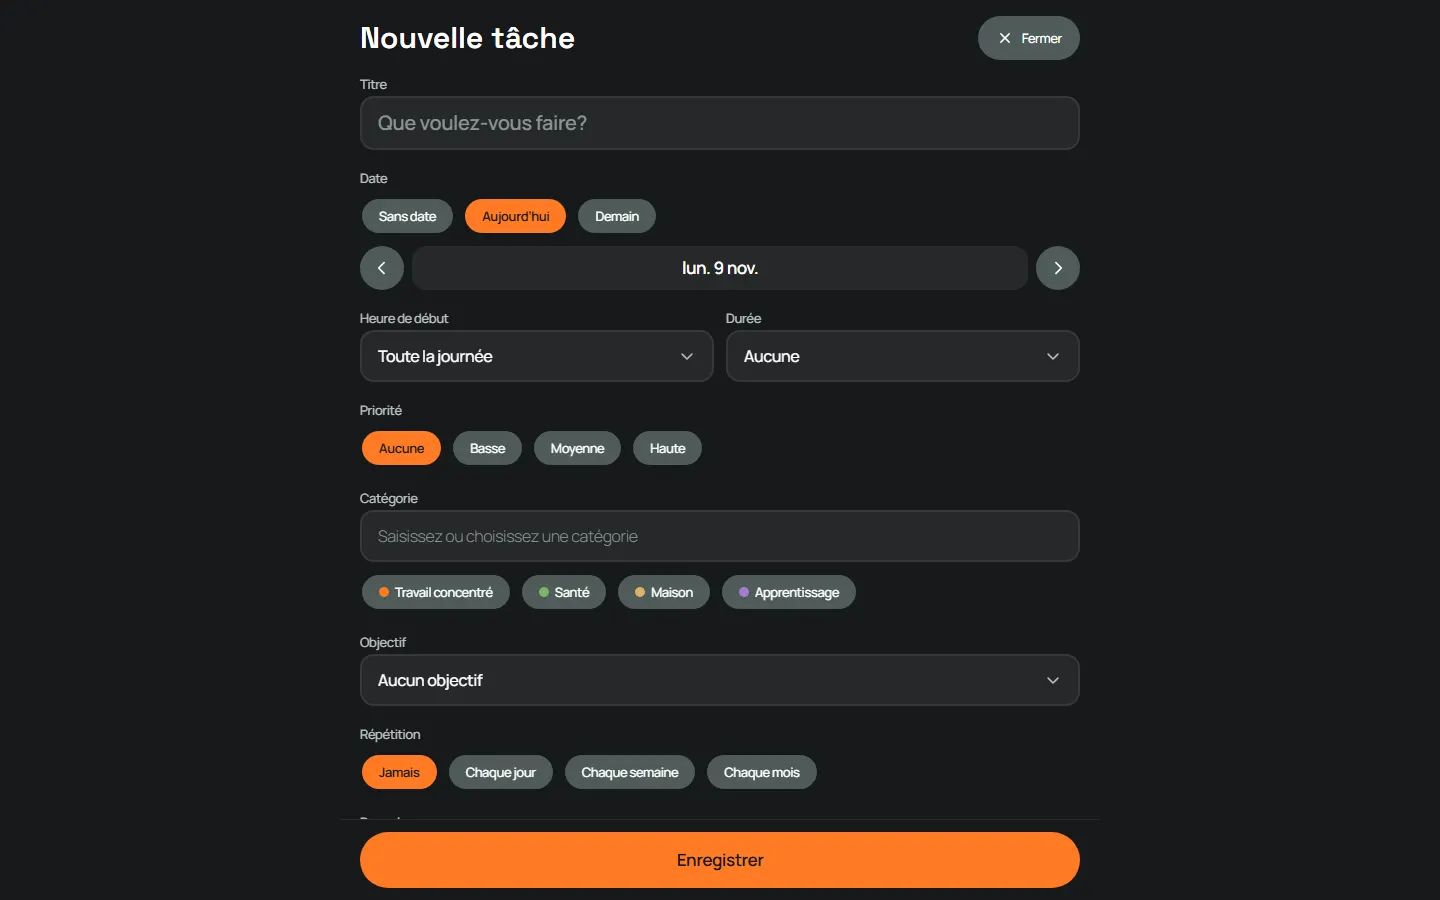 Nouvelle tâche
Fermer
Titre
Que voulez-vous faire?
Date
Sans date Aujourd'hui Demain
lun. 9 nov.
Heure de début Durée
Toute la journée Aucune
Priorité
Aucune Basse Moyenne Haute
Catégorie
Saisissez ou choisissez une catégorie
Travail concentré Santé Maison Apprentissage
Objectif
Aucun objectif
Répétition
Jamais Chaque jour Chaque semaine Chaque mois
Enregistrer